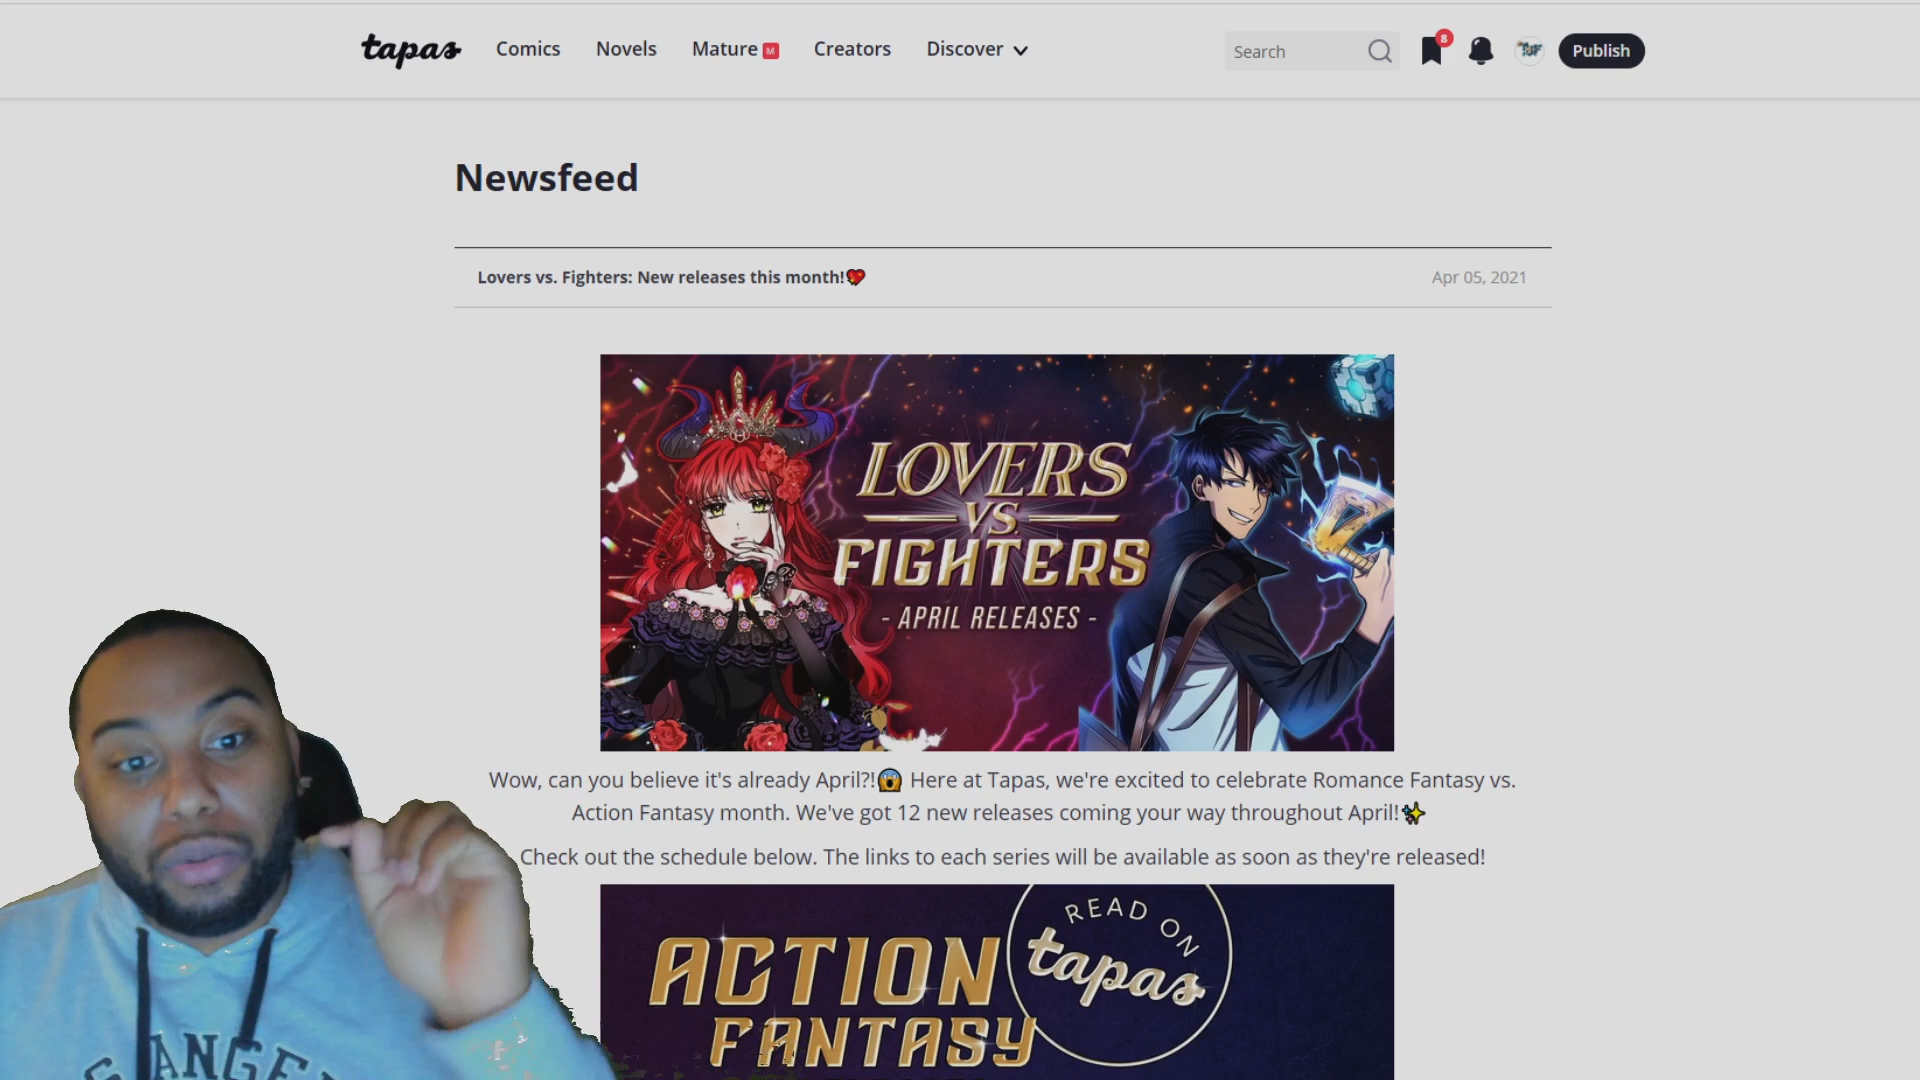 tapas Comics Novels Mature M Creators Discover Search 8 Publish
Newsfeed
Lovers vs. Fighters: New releases this month!💘 Apr 05, 2021
LOVERS
VS.
FIGHTERS
- APRIL RELEASES -
Wow, can you believe it's already April?!😱 Here at Tapas, we're excited to celebrate Romance Fantasy vs.
Action Fantasy month. We've got 12 new releases coming your way throughout April!✨
Check out the schedule below. The links to each series will be available as soon as they're released!
READ ON
tapas
ACTION
FANTASY
ANGE